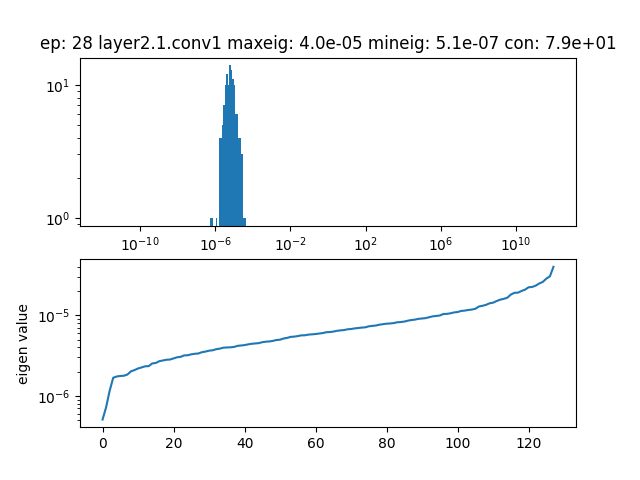 ep: 28 layer2.1.conv1 maxeig: 4.0e-05 mineig: 5.1e-07 con: 7.9e+01
10¹
10⁰
10⁻¹⁰ 10⁻⁶ 10⁻² 10² 10⁶ 10¹⁰
eigen value
10⁻⁵
10⁻⁶
0 20 40 60 80 100 120